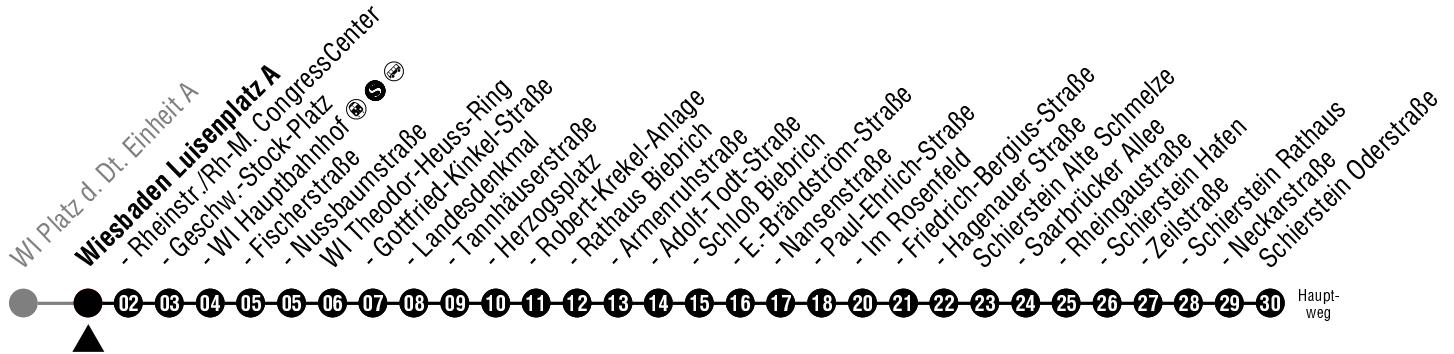 WI Platz d. Dt. Einheit A
Wiesbaden Luisenplatz A
- Rheinstr./Rh-M. CongressCenter
- Geschw.-Stock-Platz
- WI Hauptbahnhof S
- Fischerstraße
- Nussbaumstraße
WI Theodor-Heuss-Ring
- Gottfried-Kinkel-Straße
- Landesdenkmal
- Tannhäuserstraße
- Herzogsplatz
- Robert-Krekel-Anlage
- Rathaus Biebrich
- Armenruhstraße
- Adolf-Todt-Straße
- Schloß Biebrich
- E.-Brändström-Straße
- Nansenstraße
- Paul-Ehrlich-Straße
- Im Rosenfeld
- Friedrich-Bergius-Straße
- Hagenauer Straße
Schierstein Alte Schmelze
- Saarbrücker Allee
- Rheingaustraße
- Schierstein Hafen
- Zeilstraße
- Schierstein Rathaus
- Neckarstraße
Schierstein Oderstraße
02 03 04 05 05 06 07 08 09 10 11 12 13 14 15 16 17 18 20 21 22 23 24 25 26 27 28 29 30
Haupt-
weg